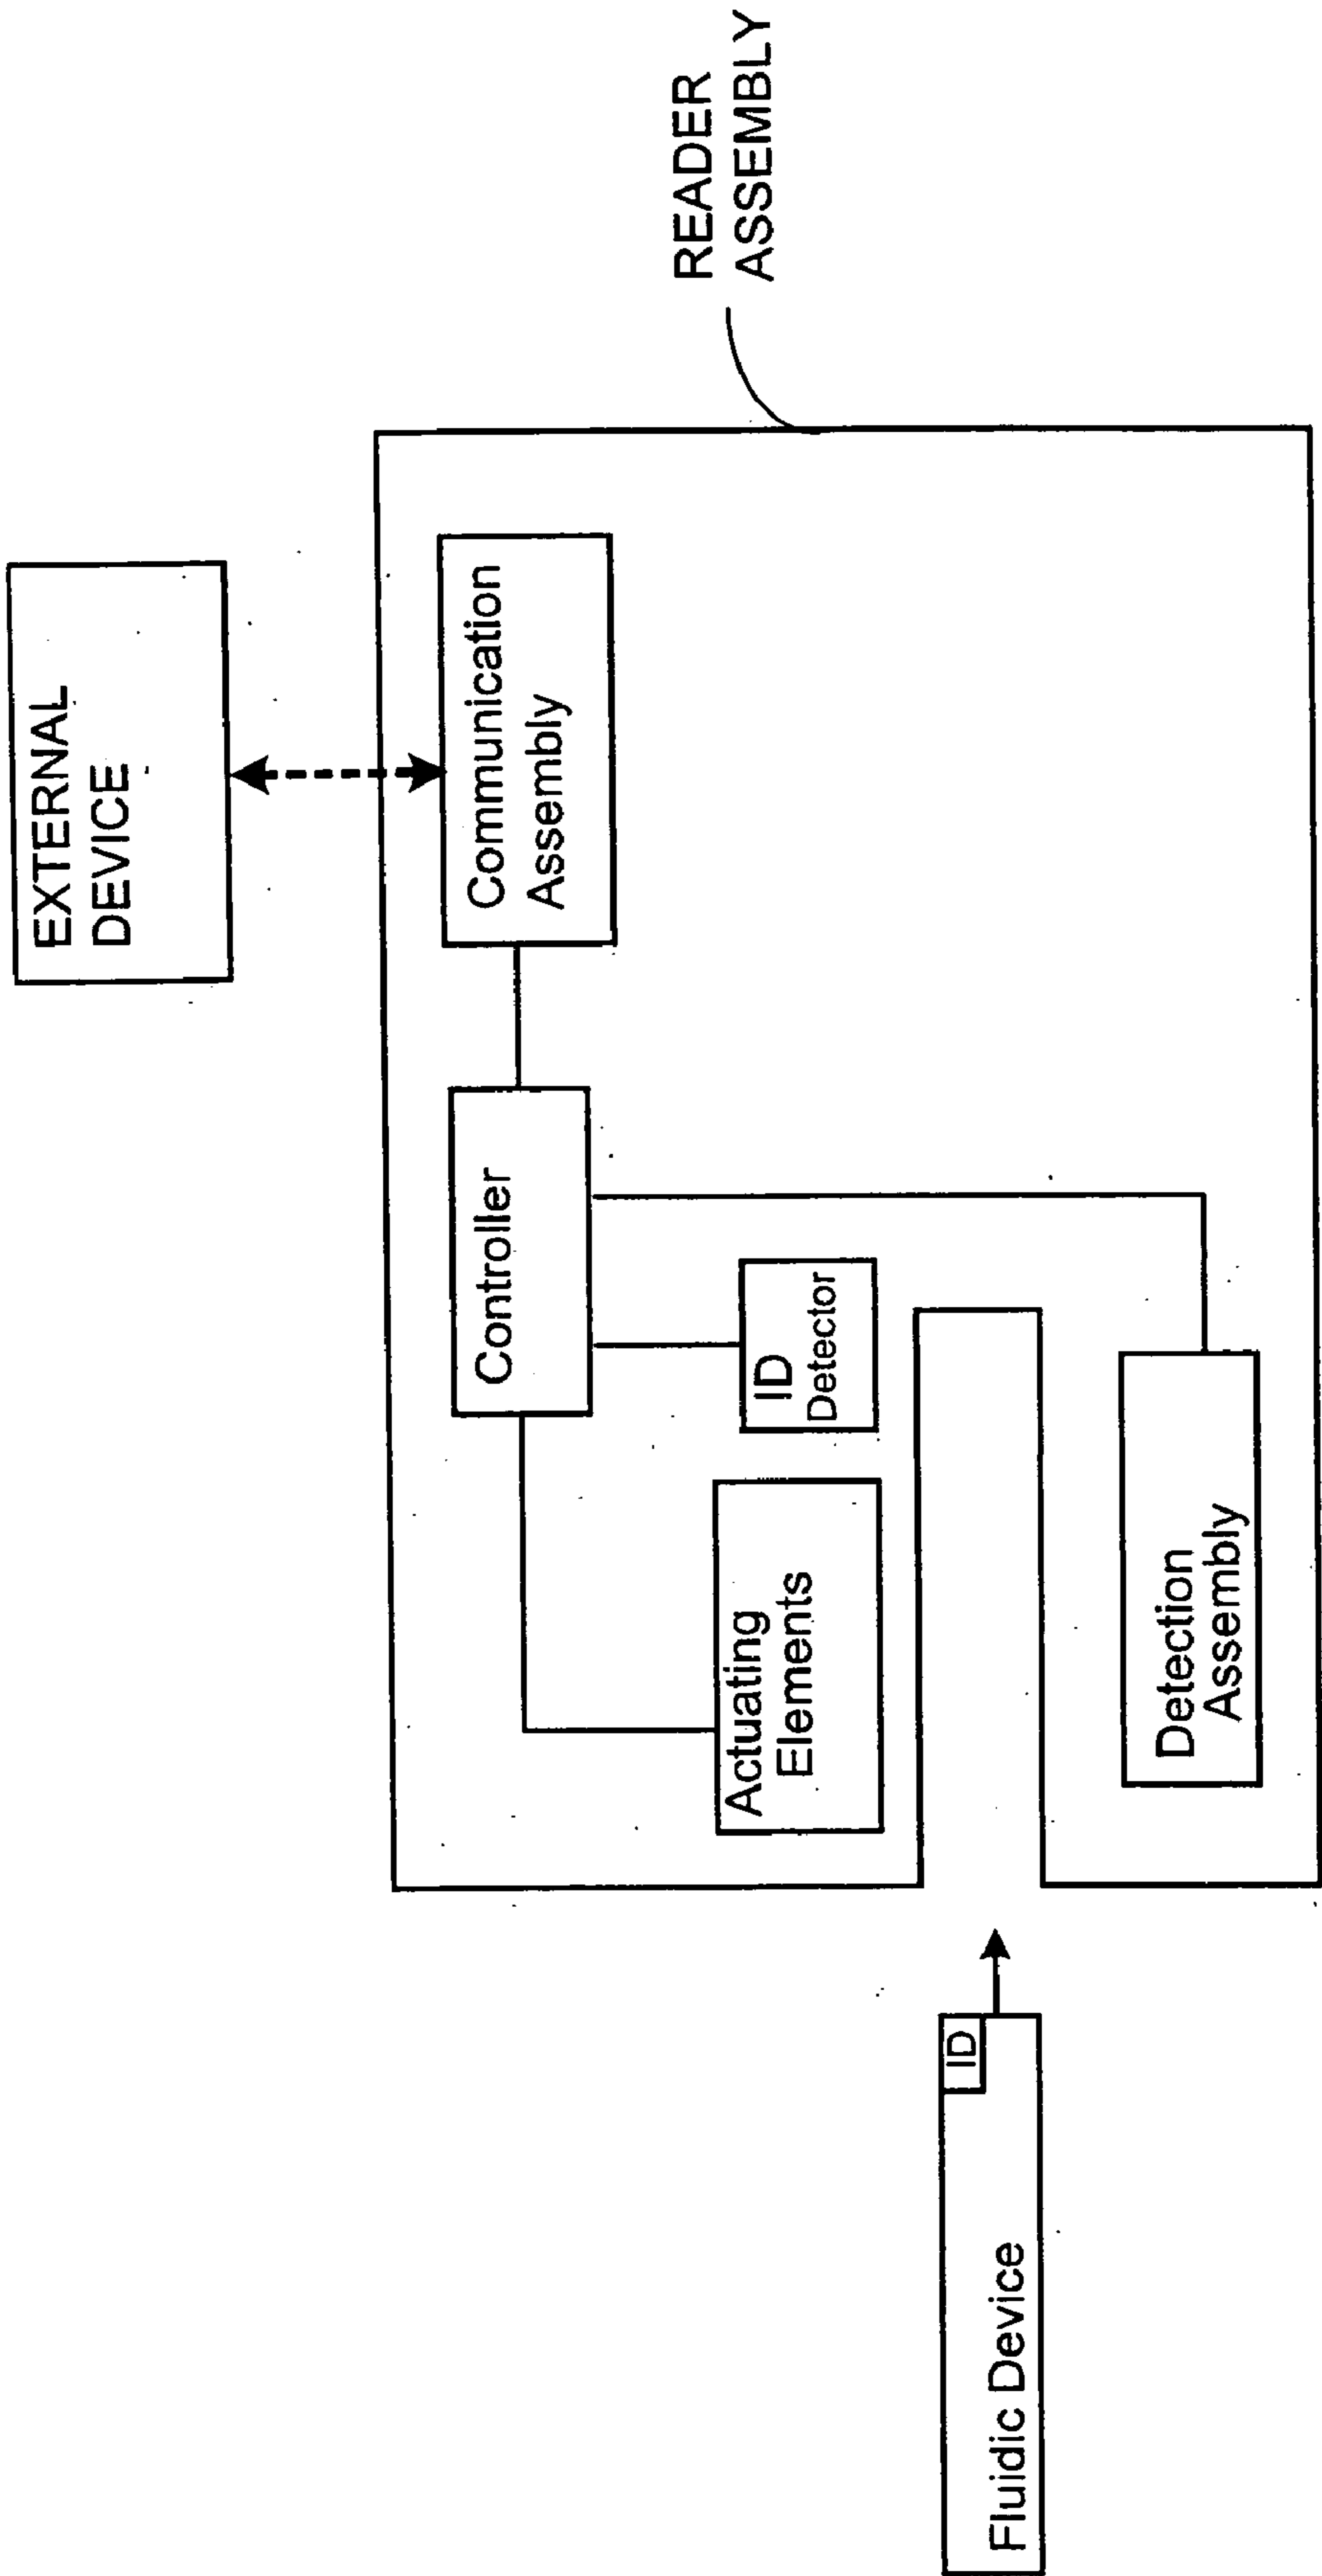 EXTERNAL
DEVICE
Communication
Assembly
READER
ASSEMBLY
Controller
ID
Detector
Actuating
Elements
Detection
Assembly
ID
Fluidic Device